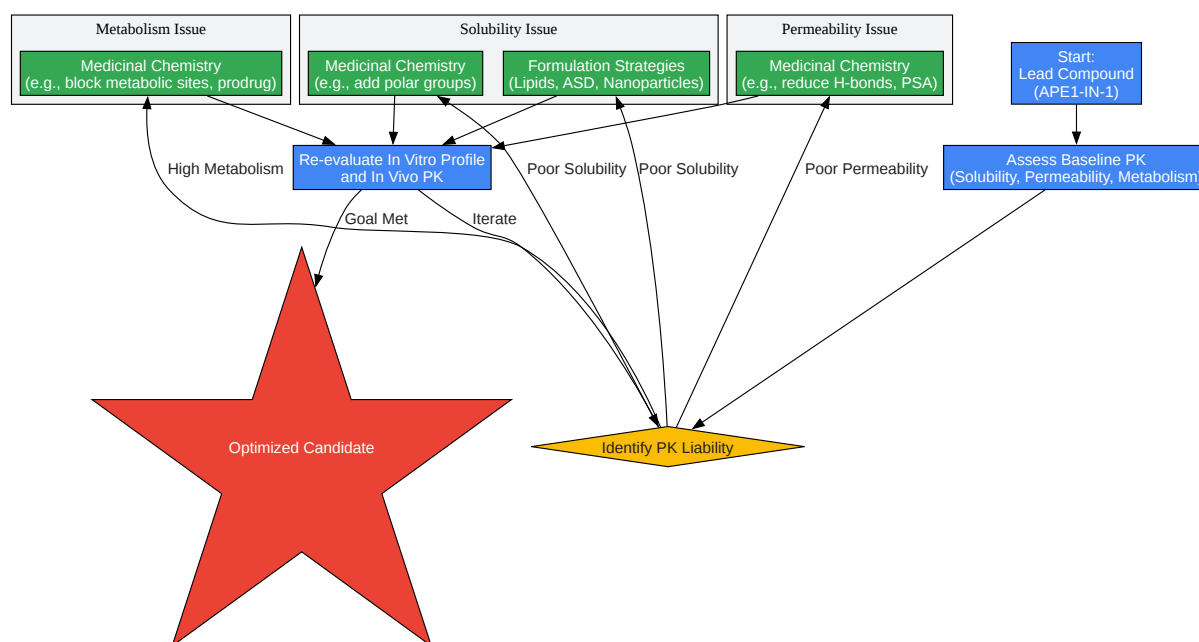 Metabolism Issue
Solubility Issue
Permeability Issue
Medicinal Chemistry
(e.g., block metabolic sites, prodrug)
Medicinal Chemistry
(e.g., add polar groups)
Formulation Strategies
(Lipids, ASD, Nanoparticles)
Medicinal Chemistry
(e.g., reduce H-bonds, PSA)
Start:
Lead Compound
(APE1-IN-1)
Re-evaluate In Vitro Profile
and In Vivo PK
Assess Baseline PK
(Solubility, Permeability, Metabolism)
High Metabolism
Poor Solubility
Poor Solubility
Poor Permeability
Goal Met
Iterate
Optimized Candidate
Identify PK Liability